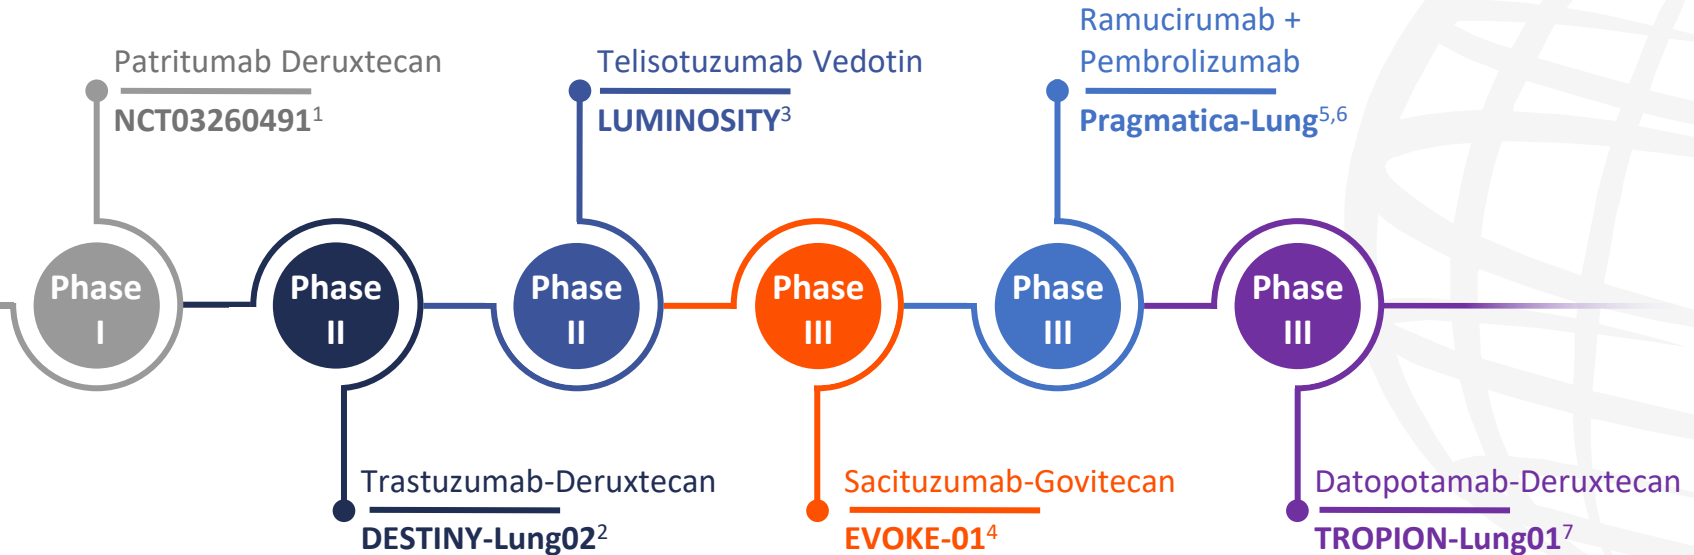 Patritumab Deruxtecan
NCT03260491¹
Telisotuzumab Vedotin
LUMINOSITY³
Ramucirumab +
Pembrolizumab
Pragmatica-Lung⁵,⁶
Phase
I
Phase
II
Phase
II
Phase
III
Phase
III
Phase
III
Trastuzumab-Deruxtecan
DESTINY-Lung02²
Sacituzumab-Govitecan
EVOKE-01⁴
Datopotamab-Deruxtecan
TROPION-Lung01⁷